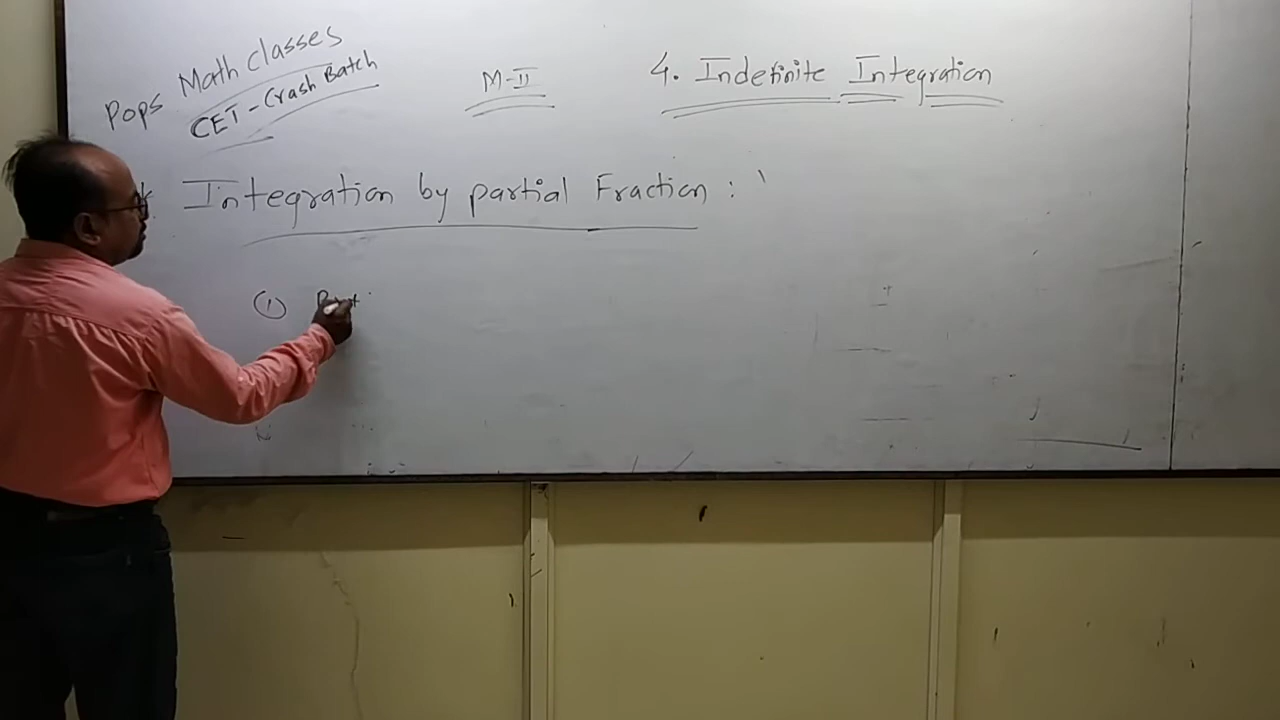 Pops Math Classes
CET - Crash Batch
M-II
4. Indefinite Integration
* Integration by partial Fraction :
①